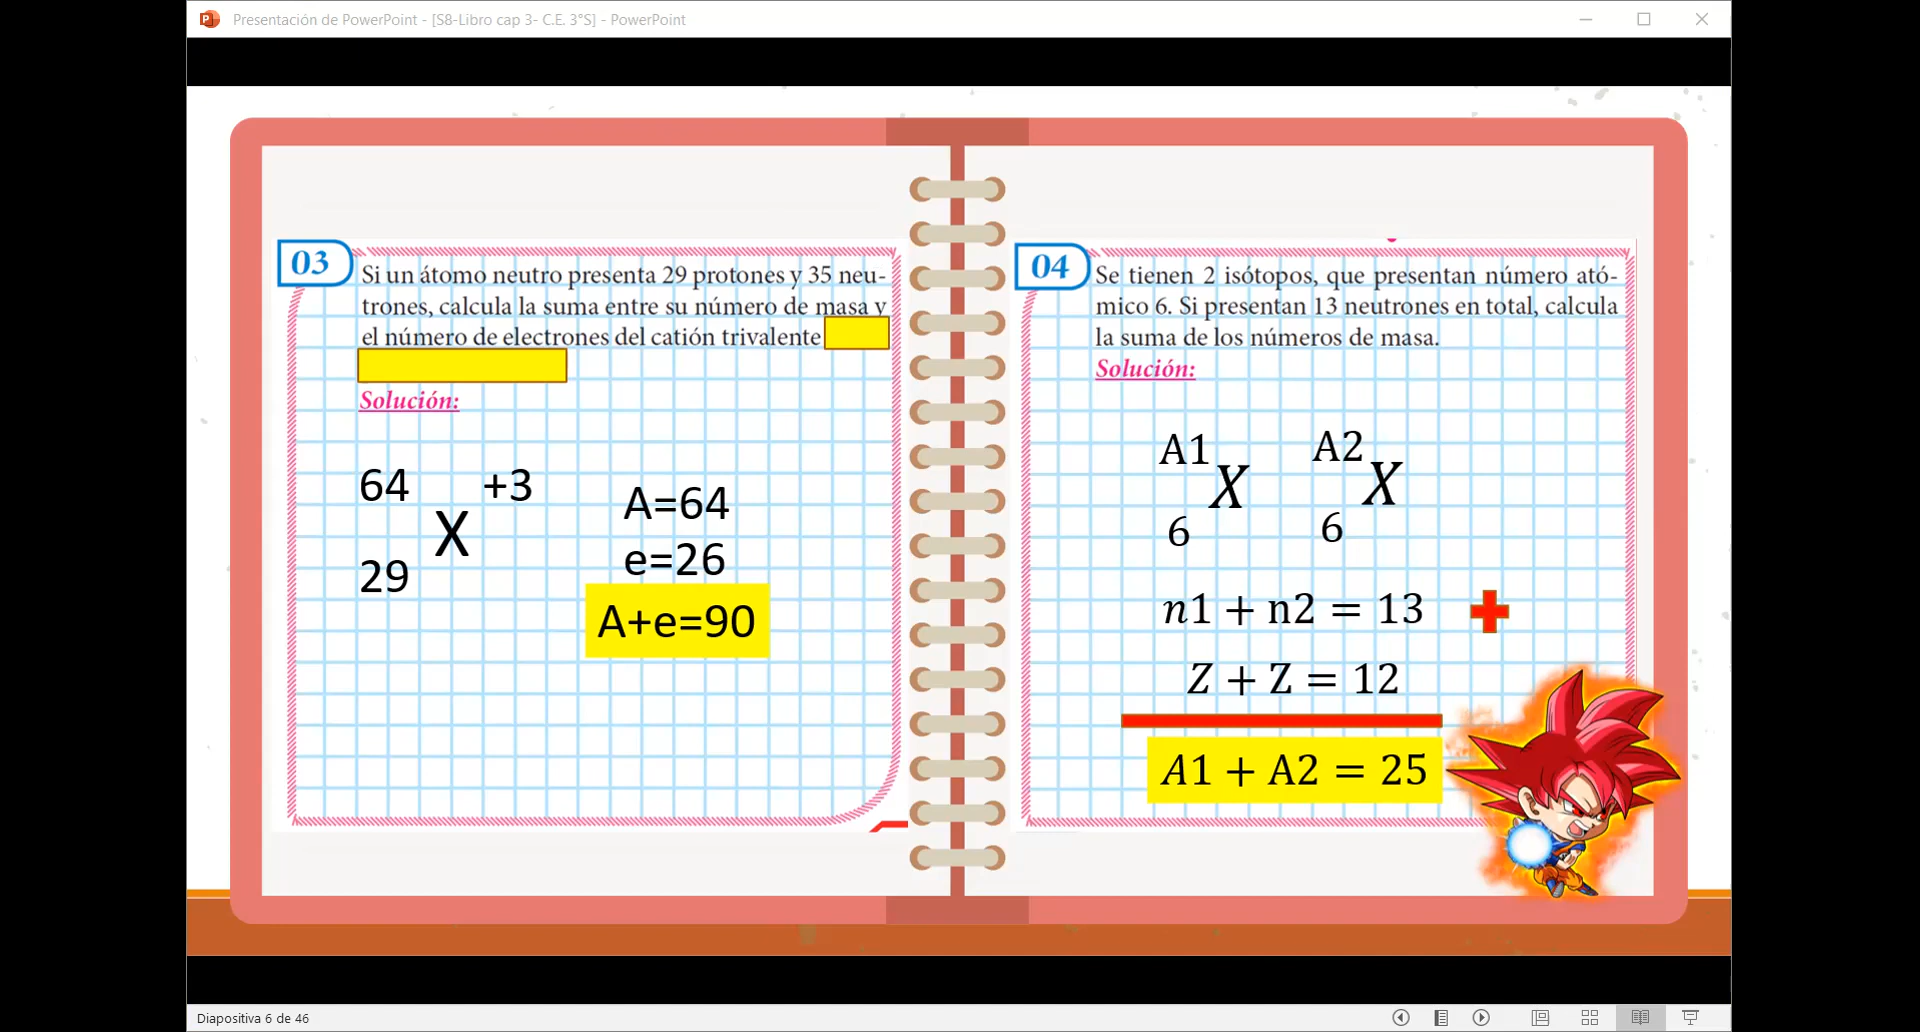 Presentación de PowerPoint - [S8-Libro cap 3- C.E. 3°S] - PowerPoint
03
Si un átomo neutro presenta 29 protones y 35 neu-
trones, calcula la suma entre su número de masa y
el número de electrones del catión trivalente
Solución:
64 +3
X
29
A=64
e=26
A+e=90
04
Se tienen 2 isótopos, que presentan número ató-
mico 6. Si presentan 13 neutrones en total, calcula
la suma de los números de masa.
Solución:
A1 X A2 X
6 6
n1 + n2 = 13
Z + Z = 12
A1 + A2 = 25
Diapositiva 6 de 46